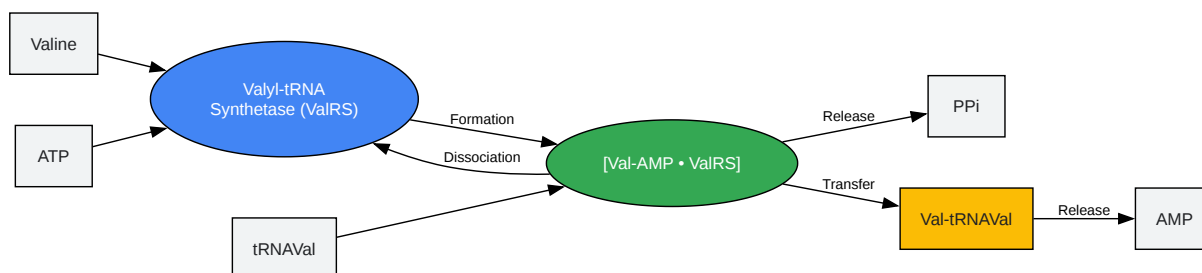 Valine
ATP
Valyl-tRNA
Synthetase (ValRS)
Formation
Dissociation
tRNAVal
[Val-AMP • ValRS]
Release
PPi
Transfer
Val-tRNAVal
Release
AMP